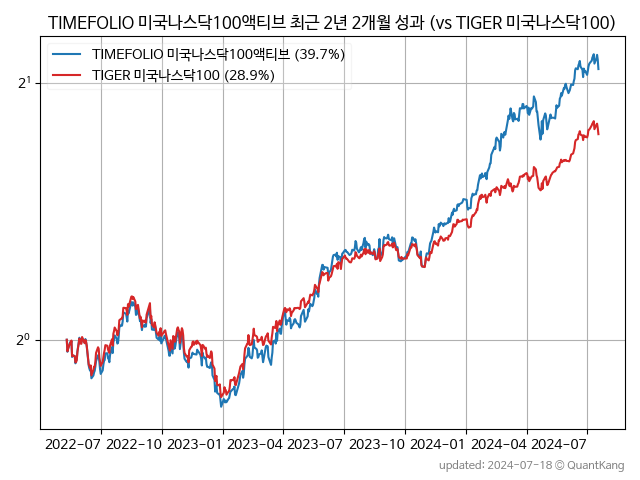 TIMEFOLIO 미국나스닥100액티브 최근 2년 2개월 성과 (vs TIGER 미국나스닥100)
TIMEFOLIO 미국나스닥100액티브 (39.7%)
TIGER 미국나스닥100 (28.9%)
2¹
2⁰
2022-07 2022-10 2023-01 2023-04 2023-07 2023-10 2024-01 2024-04 2024-07
updated: 2024-07-18 © QuantKang